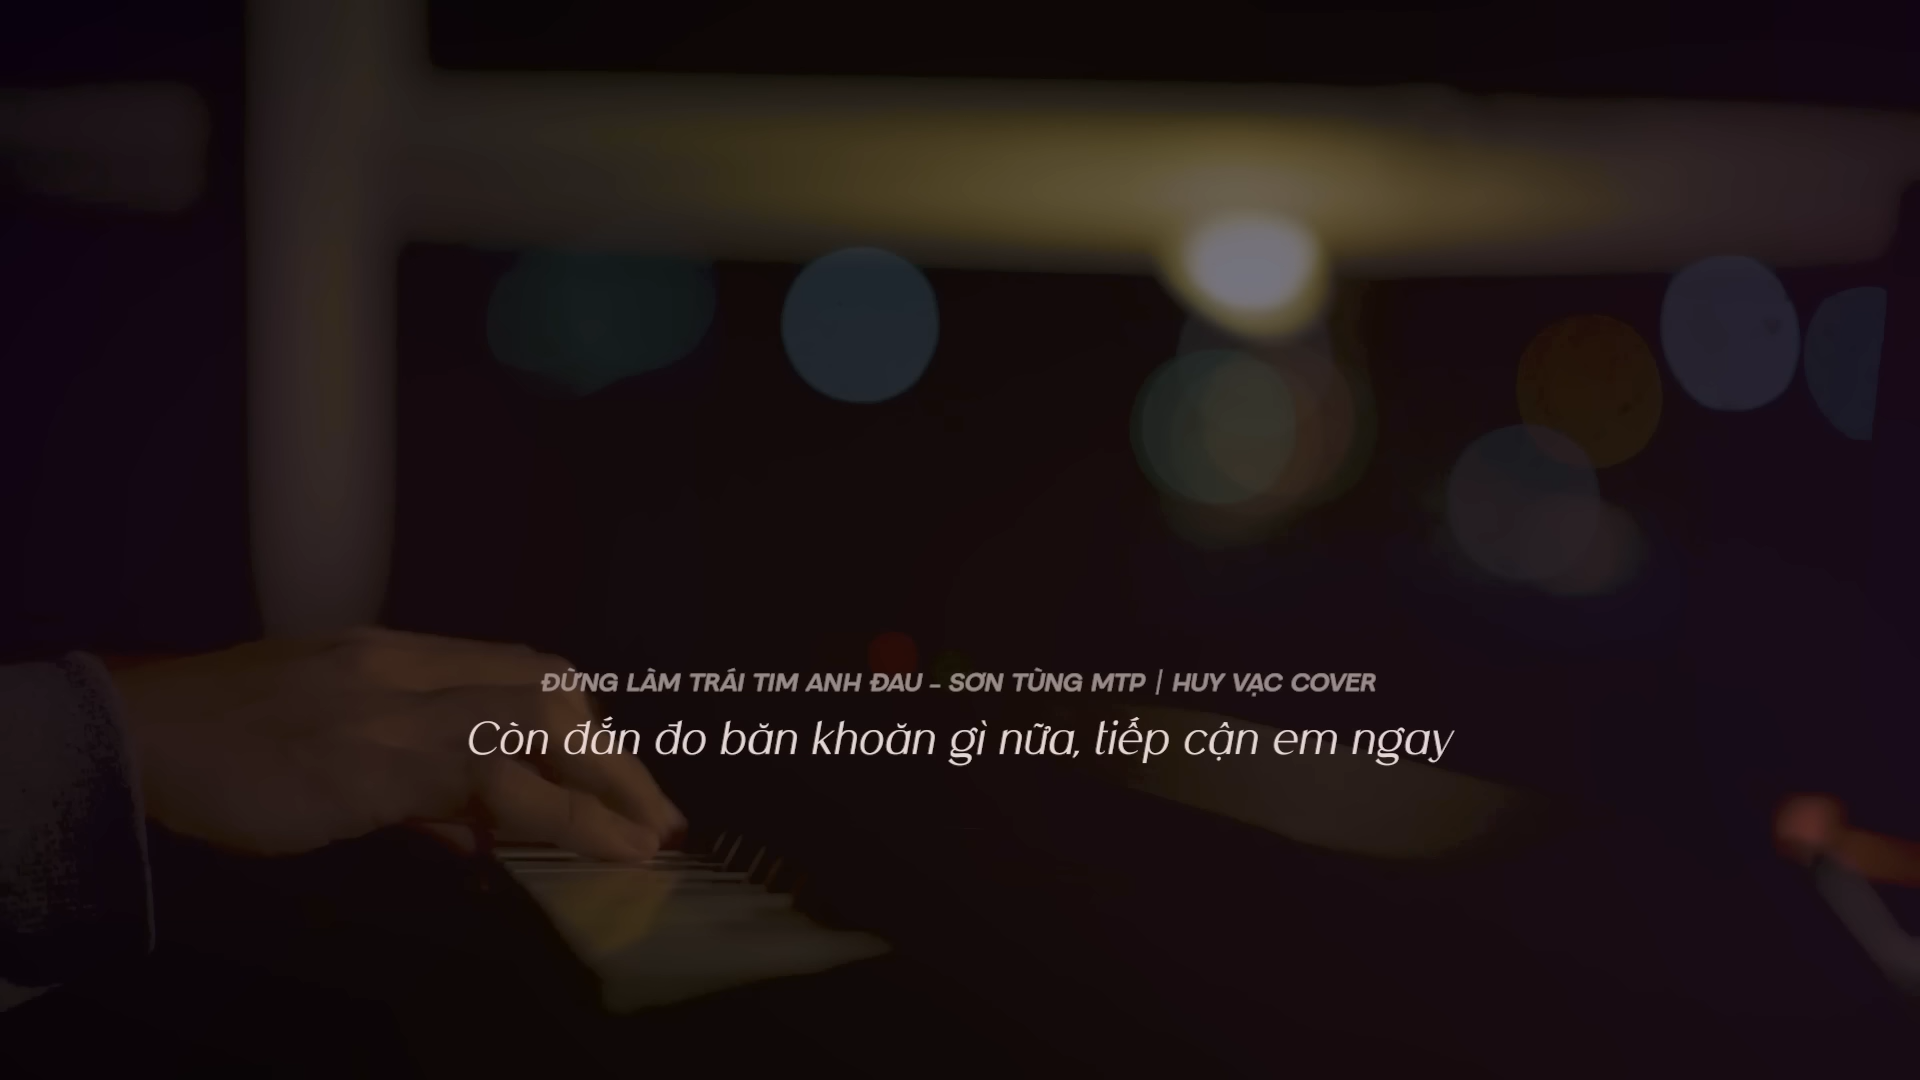 ĐỪNG LÀM TRÁI TIM ANH ĐAU - SƠN TÙNG MTP | HUY VẠC COVER
Còn đắn đo băn khoăn gì nữa, tiếp cận em ngay